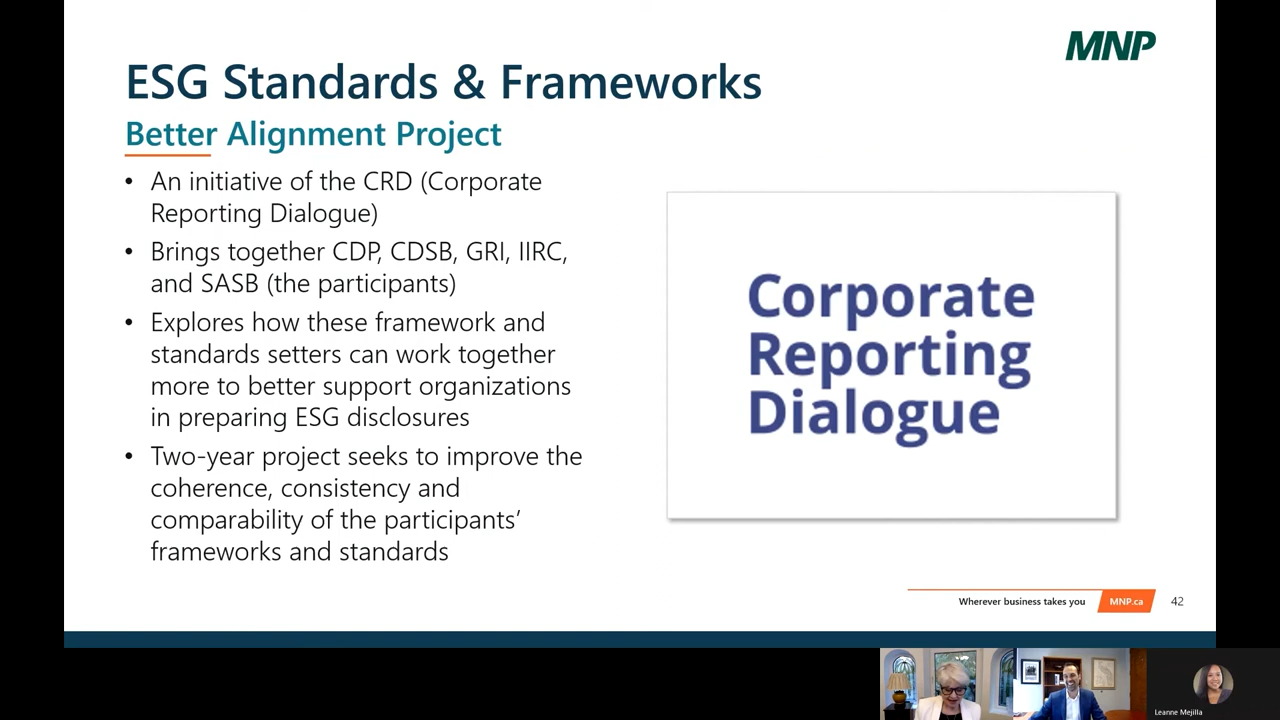 MNP
ESG Standards & Frameworks
Better Alignment Project
• An initiative of the CRD (Corporate
Reporting Dialogue)
• Brings together CDP, CDSB, GRI, IIRC,
and SASB (the participants)
• Explores how these framework and
standards setters can work together
more to better support organizations
in preparing ESG disclosures
• Two-year project seeks to improve the
coherence, consistency and
comparability of the participants’
frameworks and standards
Corporate
Reporting
Dialogue
Wherever business takes you
MNP.ca
42
Leanne Mejilla